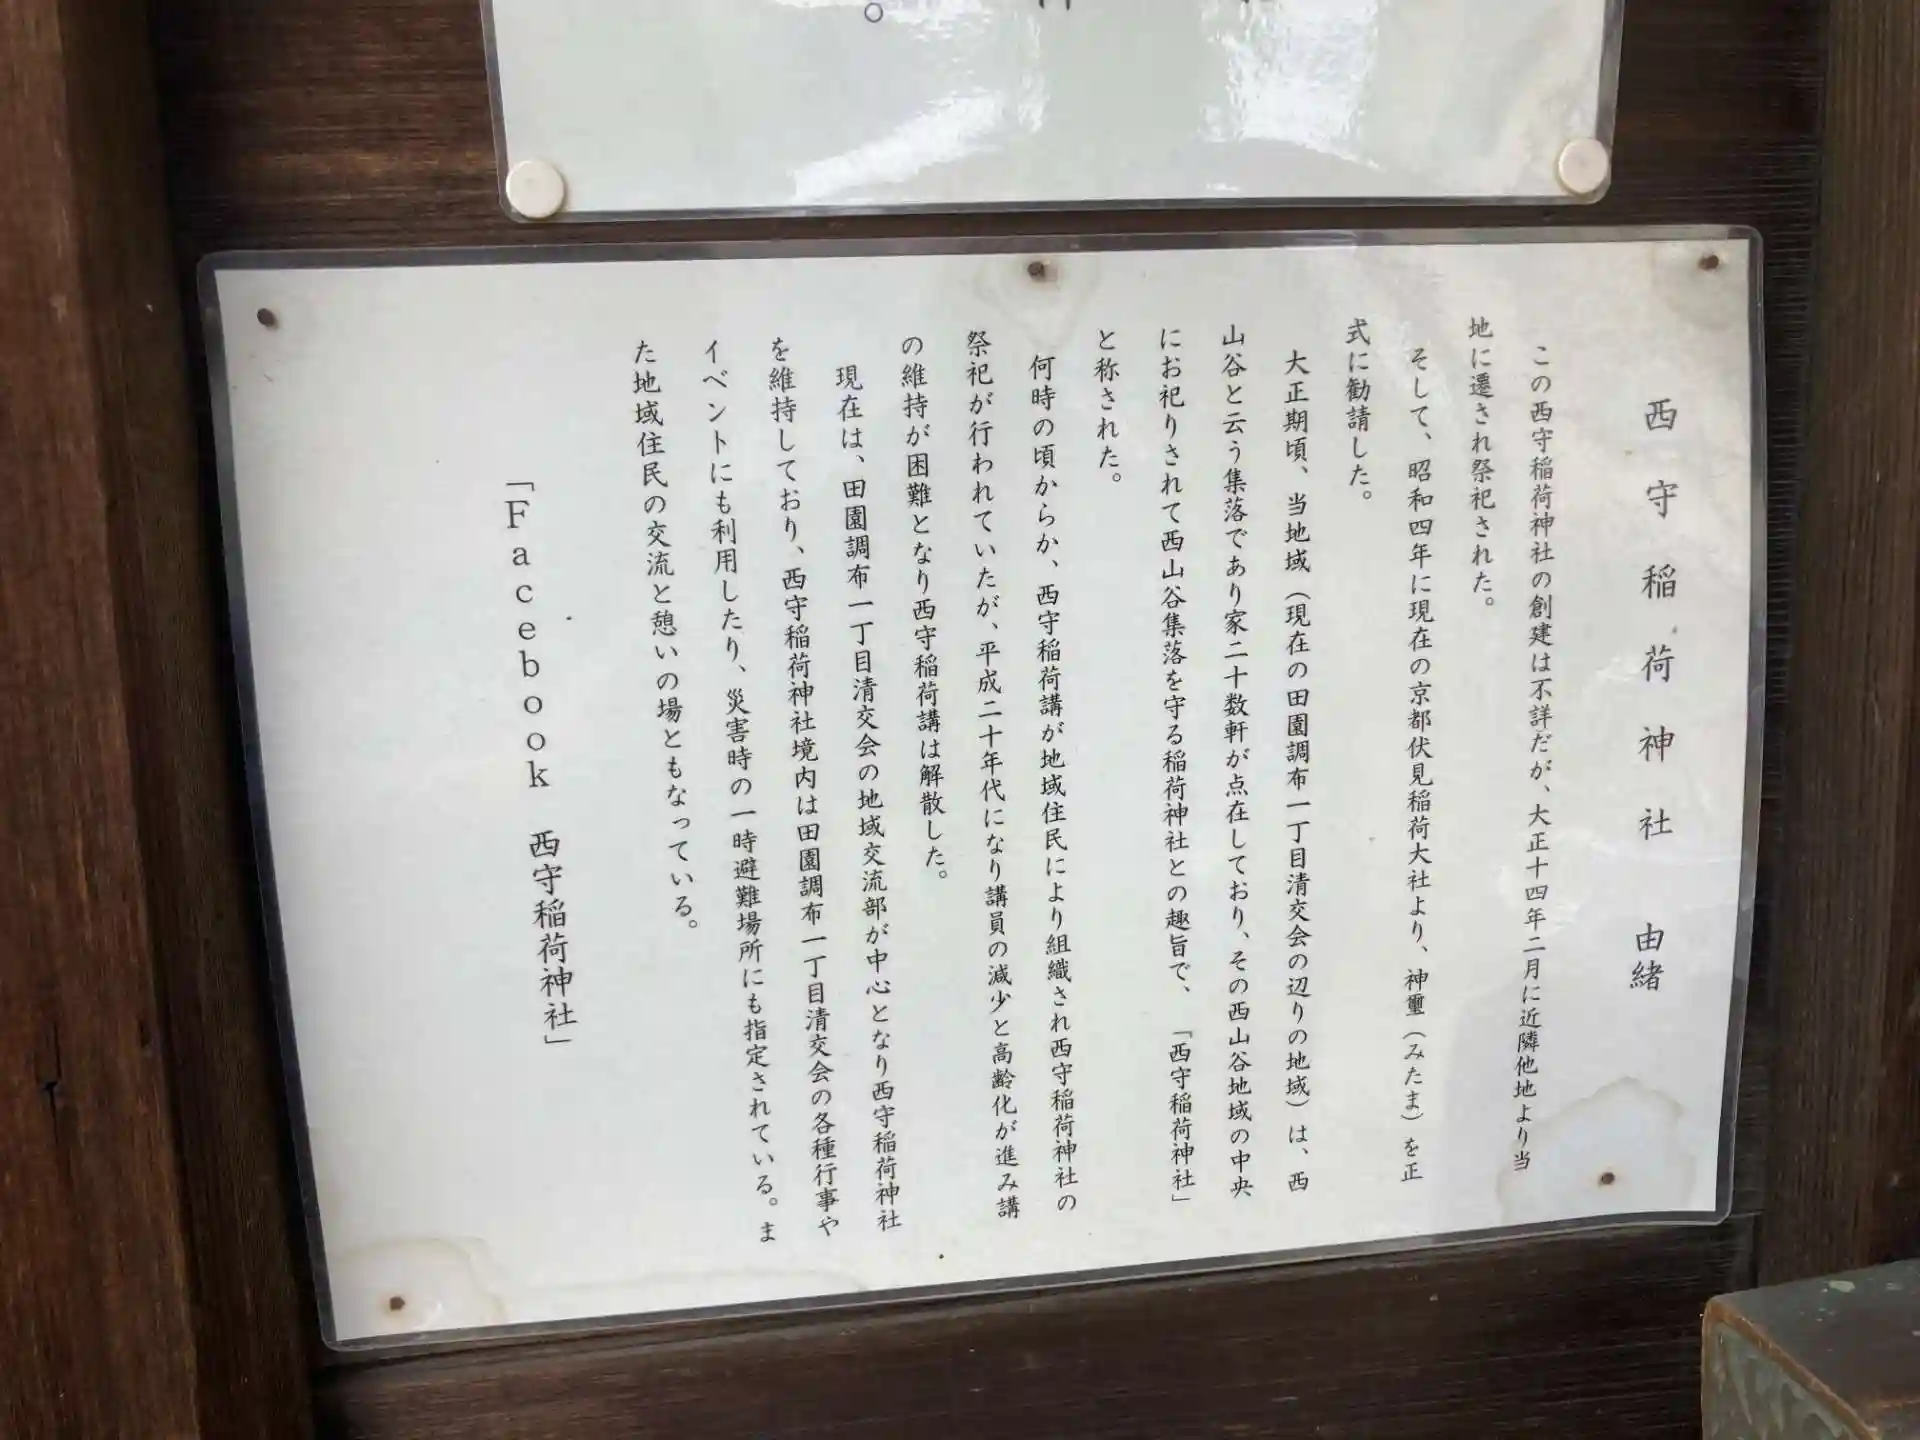 西守稲荷神社 由緒
この西守稲荷神社の創建は不詳だが、大正十四年二月に近隣他地より当
地に遷され祭祀された。
そして、昭和四年に現在の京都伏見稲荷大社より、神璽（みたま）を正
式に勧請した。
大正期頃、当地域（現在の田園調布一丁目清交会の辺りの地域）は、西
山谷と云う集落であり家二十数軒が点在しており、その西山谷地域の中央
にお祀りされて西山谷集落を守る稲荷神社との趣旨で、「西守稲荷神社」
と称された。
何時の頃からか、西守稲荷講が地域住民により組織され西守稲荷神社の
祭祀が行われていたが、平成二十年代になり講員の減少と高齢化が進み講
の維持が困難となり西守稲荷講は解散した。
現在は、田園調布一丁目清交会の地域交流部が中心となり西守稲荷神社
を維持しており、西守稲荷神社境内は田園調布一丁目清交会の各種行事や
イベントにも利用したり、災害時の一時避難場所にも指定されている。ま
た地域住民の交流と憩いの場ともなっている。
「Facebook 西守稲荷神社」